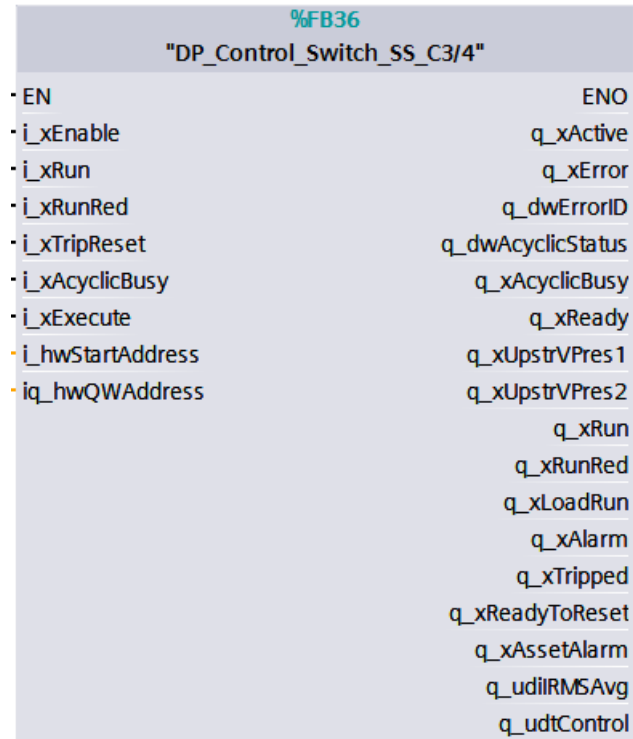 %FB36
"DP_Control_Switch_SS_C3/4"
EN ENO
i_xEnable q_xActive
i_xRun q_xError
i_xRunRed q_dwErrorID
i_xTripReset q_dwAcyclicStatus
i_xAcyclicBusy q_xAcyclicBusy
i_xExecute q_xReady
i_hwStartAddress q_xUpstrVPres1
iq_hwQWAddress q_xUpstrVPres2
q_xRun
q_xRunRed
q_xLoadRun
q_xAlarm
q_xTripped
q_xReadyToReset
q_xAssetAlarm
q_udiIRMSAvg
q_udtControl